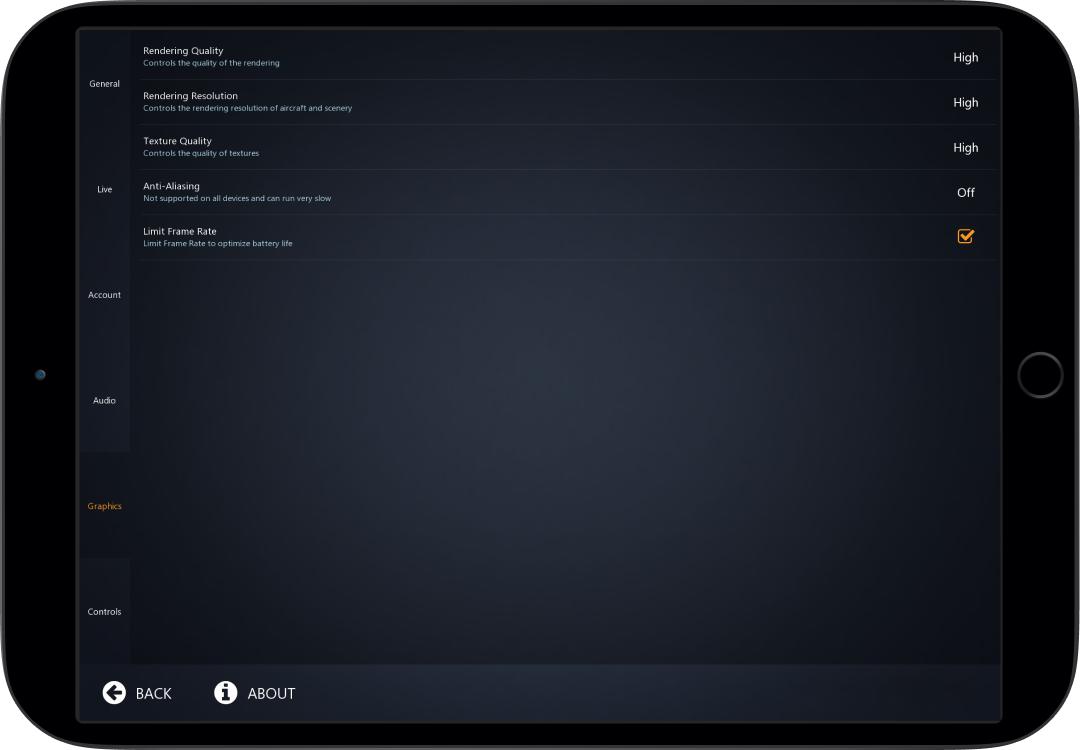 General
Live
Account
Audio
Graphics
Controls
Rendering Quality
Controls the quality of the rendering
High
Rendering Resolution
Controls the rendering resolution of aircraft and scenery
High
Texture Quality
Controls the quality of textures
High
Anti-Aliasing
Not supported on all devices and can run very slow
Off
Limit Frame Rate
Limit Frame Rate to optimize battery life
BACK
ABOUT